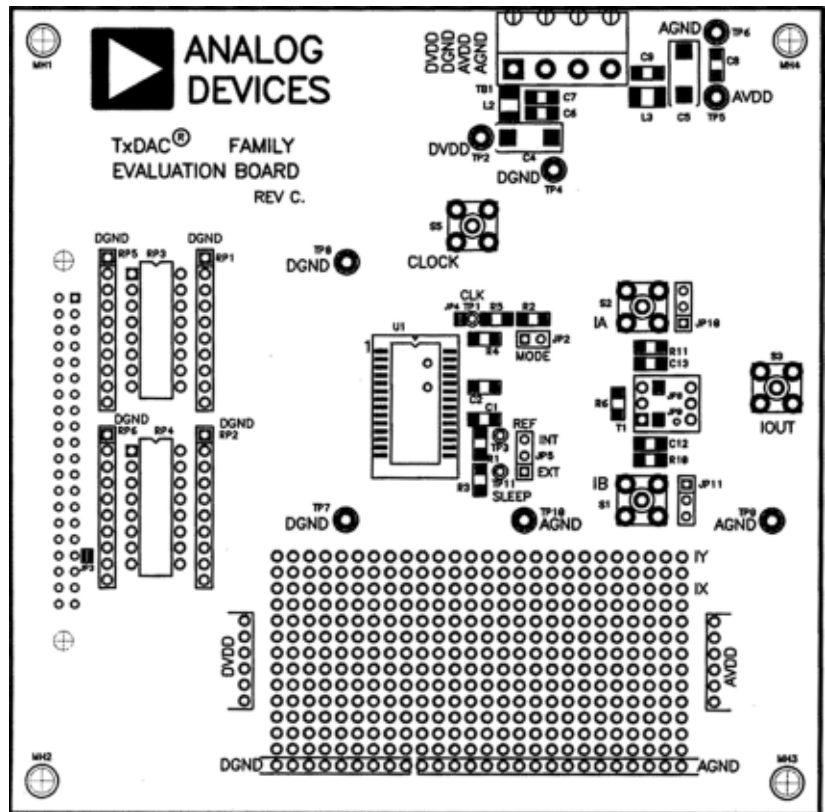 ANALOG
DEVICES
TxDAC® FAMILY
EVALUATION BOARD
REV C.
MH1
DVDD
DGND
AVDD
AGND
TB1
L2
C7
C6
C4
DVDD
TP2
DGND
TP4
AGND
TP6
C9
C8
L3
C5
TP5
AVDD
MH4
S5
CLOCK
TP8
DGND
DGND
RP5
RP3
DGND
RP1
DGND
RP6
RP4
DGND
RP2
JP3
U1
1
CLK
JP4
TP1
R5
R2
R4
JP2
MODE
C2
C1
REF
TP3
INT
JP5
EXT
R1
R3
TP11
SLEEP
S2
IA
JP10
R11
C13
R6
JP8
JP9
T1
C12
R10
IB
S1
JP11
S3
IOUT
TP7
DGND
TP10
AGND
TP9
AGND
IY
IX
DVDD
AVDD
DGND
AGND
MH2
MH3